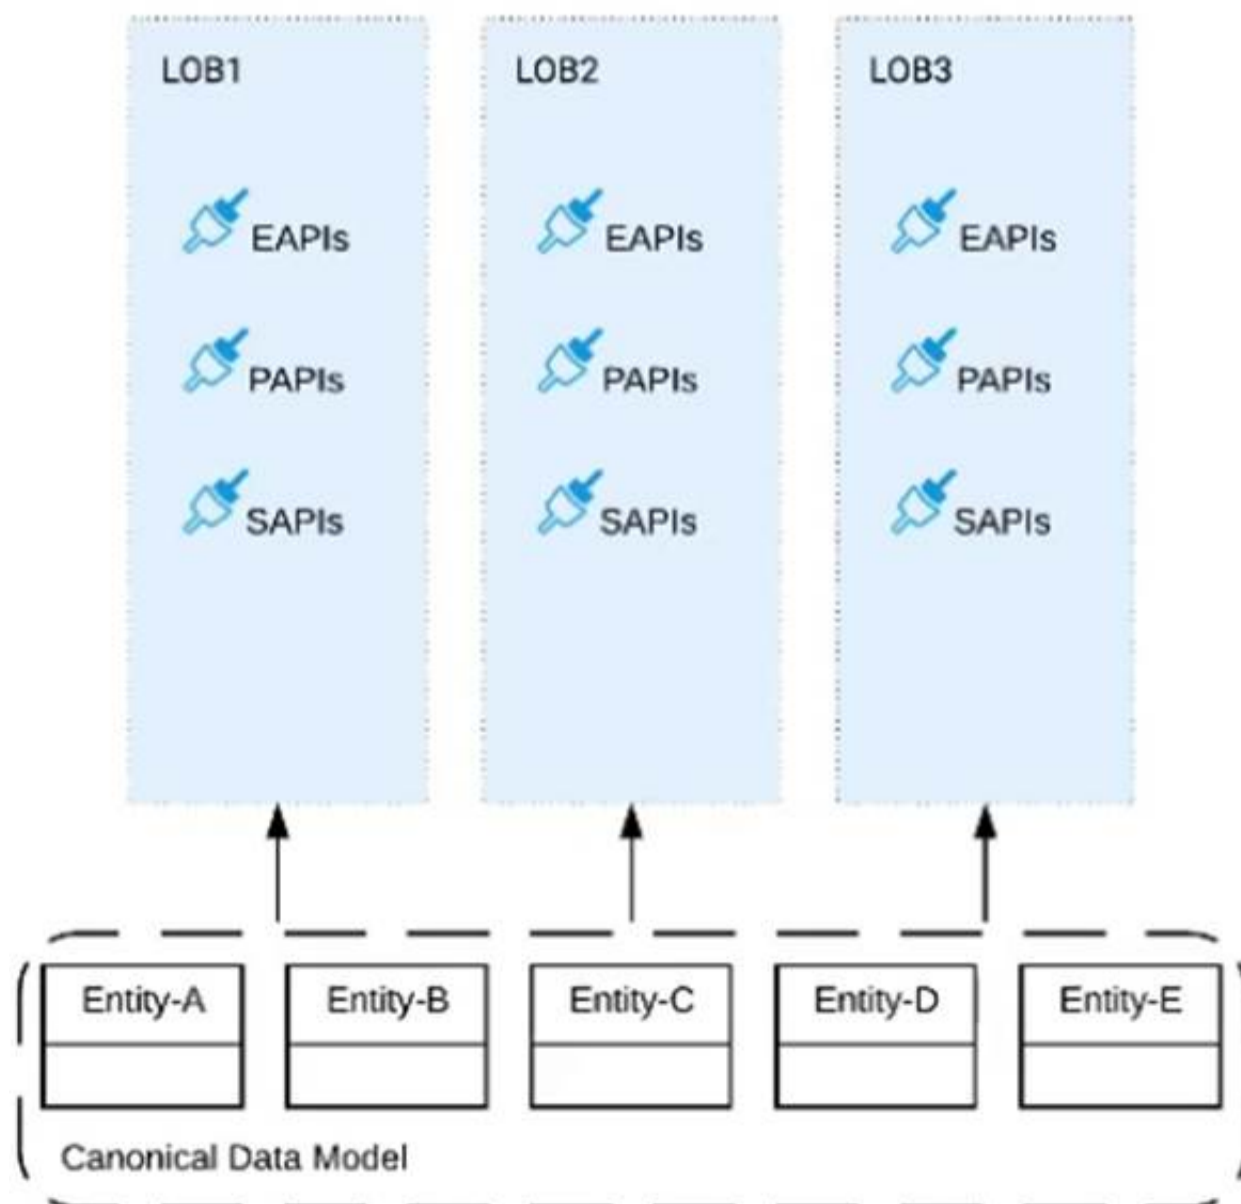 LOB1 LOB2 LOB3
EAPIs EAPIs EAPIs
PAPIs PAPIs PAPIs
SAPIs SAPIs SAPIs
Entity-A Entity-B Entity-C Entity-D Entity-E
Canonical Data Model